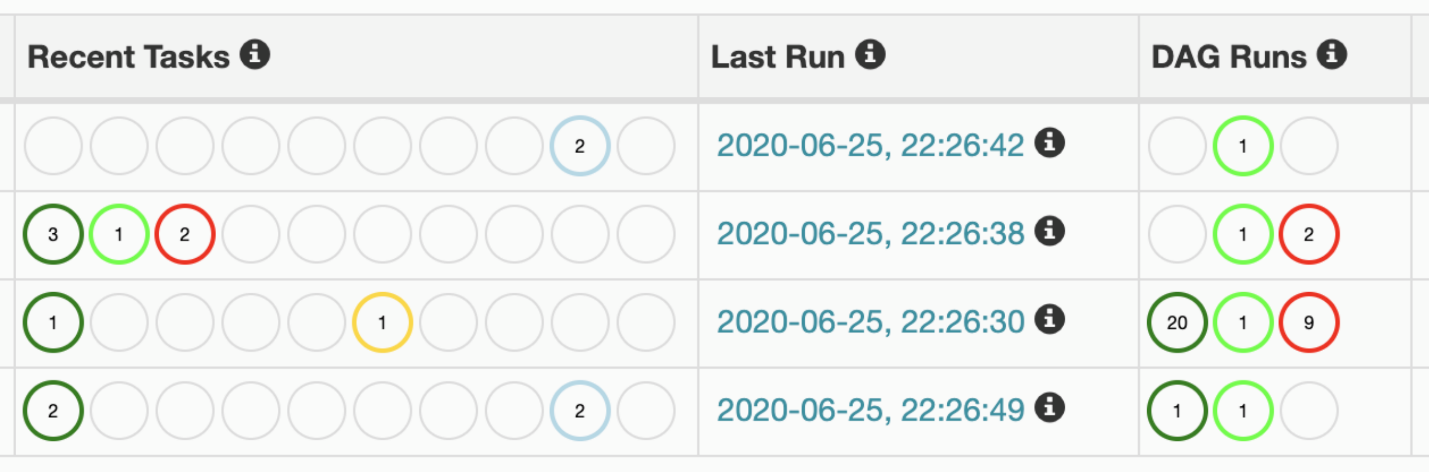 Recent Tasks Last Run DAG Runs
2 2020-06-25, 22:26:42 1
3 1 2 2020-06-25, 22:26:38 1 2
1 1 2020-06-25, 22:26:30 20 1 9
2 2 2020-06-25, 22:26:49 1 1